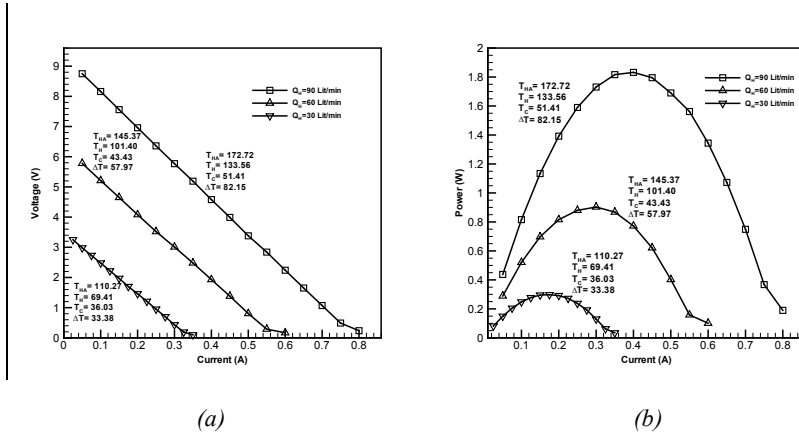 Q_H=90 Lit/min
Q_H=60 Lit/min
Q_H=30 Lit/min
T_HA= 145.37
T_H= 101.40
T_C= 43.43
ΔT= 57.97
T_HA= 172.72
T_H= 133.56
T_C= 51.41
ΔT= 82.15
T_HA= 110.27
T_H= 69.41
T_C= 36.03
ΔT= 33.38
Voltage (V)
9
8
7
6
5
4
3
2
1
0
0 0.1 0.2 0.3 0.4 0.5 0.6 0.7 0.8
Current (A)
(a)
Q_H=90 Lit/min
Q_H=60 Lit/min
Q_H=30 Lit/min
T_HA= 172.72
T_H= 133.56
T_C= 51.41
ΔT= 82.15
T_HA= 145.37
T_H= 101.40
T_C= 43.43
ΔT= 57.97
T_HA= 110.27
T_H= 69.41
T_C= 36.03
ΔT= 33.38
Power (W)
2
1.8
1.6
1.4
1.2
1
0.8
0.6
0.4
0.2
0
0.1 0.2 0.3 0.4 0.5 0.6 0.7 0.8
Current (A)
(b)